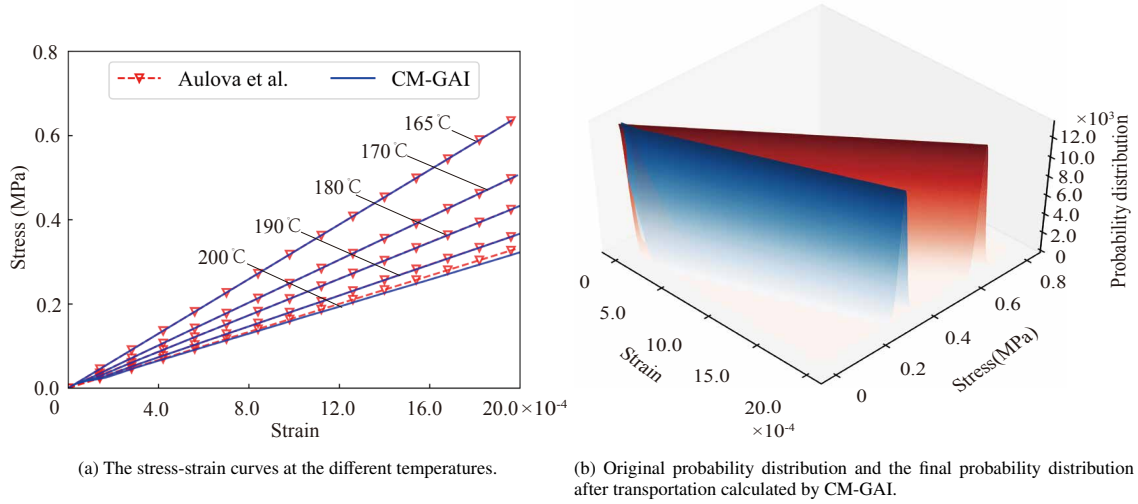 0.8
0.6
0.4
0.2
0.0
Stress (MPa)
Aulova et al.
CM-GAI
165℃
170℃
180℃
190℃
200℃
0 4.0 8.0 12.0 16.0 20.0 ×10⁻⁴
Strain
(a) The stress-strain curves at the different temperatures.
×10³
12.0
10.0
8.0
6.0
4.0
2.0
0
Probability distribution
0
5.0
10.0
15.0
20.0
×10⁻⁴
Strain
0
0.2
0.4
0.6
0.8
Stress(MPa)
(b) Original probability distribution and the final probability distribution
after transportation calculated by CM-GAI.